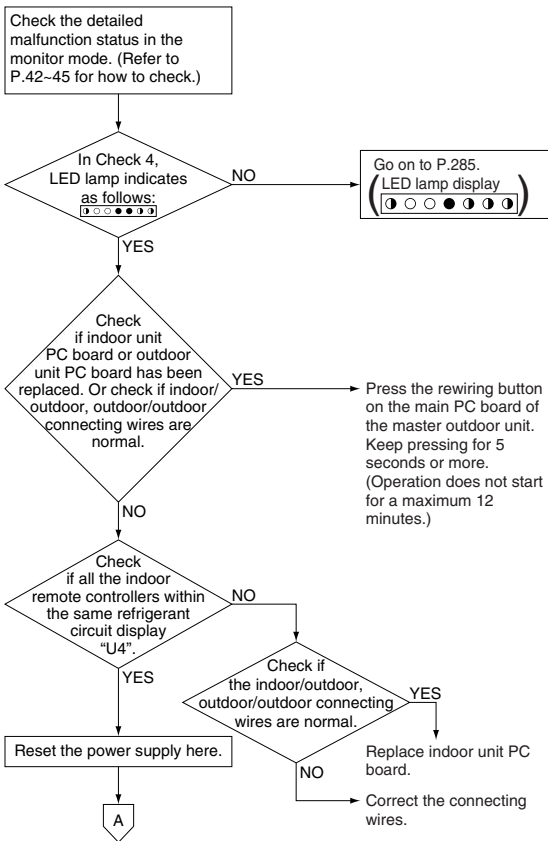 Check the detailed
malfunction status in the
monitor mode. (Refer to
P.42~45 for how to check.)
In Check 4,
LED lamp indicates
as follows:
NO
Go on to P.285.
LED lamp display
YES
Check
if indoor unit
PC board or outdoor
unit PC board has been
replaced. Or check if indoor/
outdoor, outdoor/outdoor
connecting wires are
normal.
YES
Press the rewiring button
on the main PC board of
the master outdoor unit.
Keep pressing for 5
seconds or more.
(Operation does not start
for a maximum 12
minutes.)
NO
Check
if all the indoor
remote controllers within
the same refrigerant
circuit display
“U4”.
NO
YES
Check if
the indoor/outdoor,
outdoor/outdoor connecting
wires are normal.
YES
Replace indoor unit PC
board.
NO
Correct the connecting
wires.
Reset the power supply here.
A